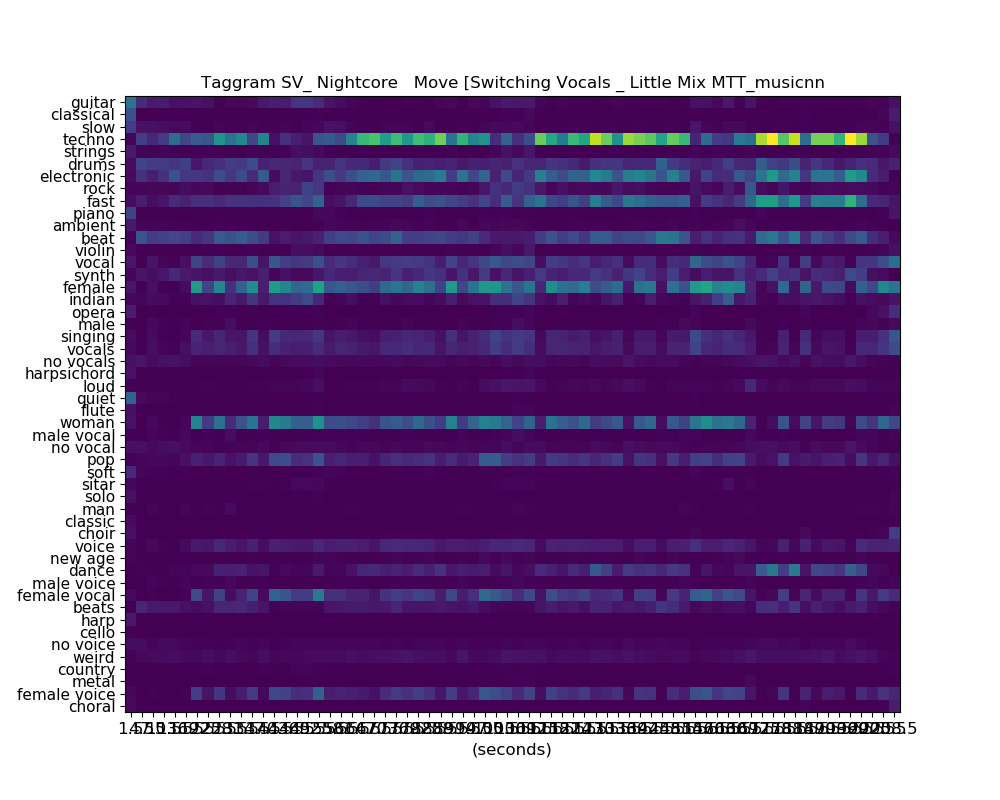 Taggram SV_ Nightcore   Move [Switching Vocals _ Little Mix MTT_musicnn
guitar
classical
slow
techno
strings
drums
electronic
rock
fast
piano
ambient
beat
violin
vocal
synth
female
indian
opera
male
singing
vocals
no vocals
harpsichord
loud
quiet
flute
woman
male vocal
no vocal
pop
soft
sitar
solo
man
classic
choir
voice
new age
dance
male voice
female vocal
beats
harp
cello
no voice
weird
country
metal
female voice
choral
(seconds)